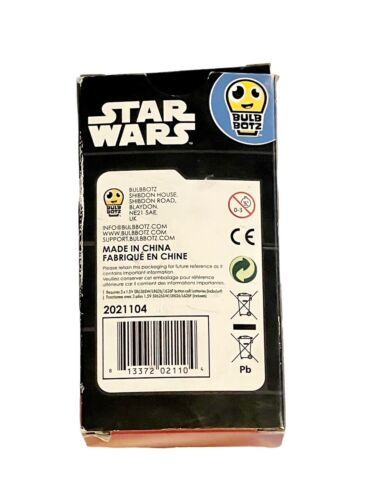 STAR
WARS
BULB
BOTZ
BULB
BOTZ
BULBBOTZ
SHIBDON HOUSE,
SHIBDON ROAD,
BLAYDON,
NE21 5AE,
UK
0-3
INFO@WWW.BULBBOTZ.COM
WWW.BULBBOTZ.COM
SUPPORT.BULBBOTZ.COM
MADE IN CHINA
FABRIQUÉ EN CHINE
CE
Please retain this packaging for future reference as it
contains important information
Veuillez conserver cet emballage pour référence
ultérieure car il contient des informations importantes.
2021104
8 13372 02110 4
Pb